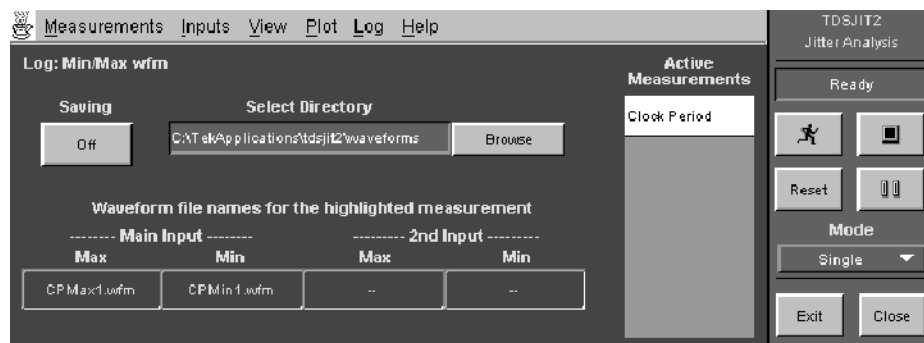 Measurements Inputs View Plot Log Help
TDSJIT2
Jitter Analysis
Log: Min/Max wfm
Active
Measurements
Ready
Saving
Select Directory
Clock Period
Off
C:\TekApplications\tdsjit2\waveforms
Browse
Reset
Waveform file names for the highlighted measurement
-------- Main Input --------
--------- 2nd Input ---------
Mode
Max
Min
Max
Min
Single
CPMax1.wfm
CPMin1.wfm
--
--
Exit
Close